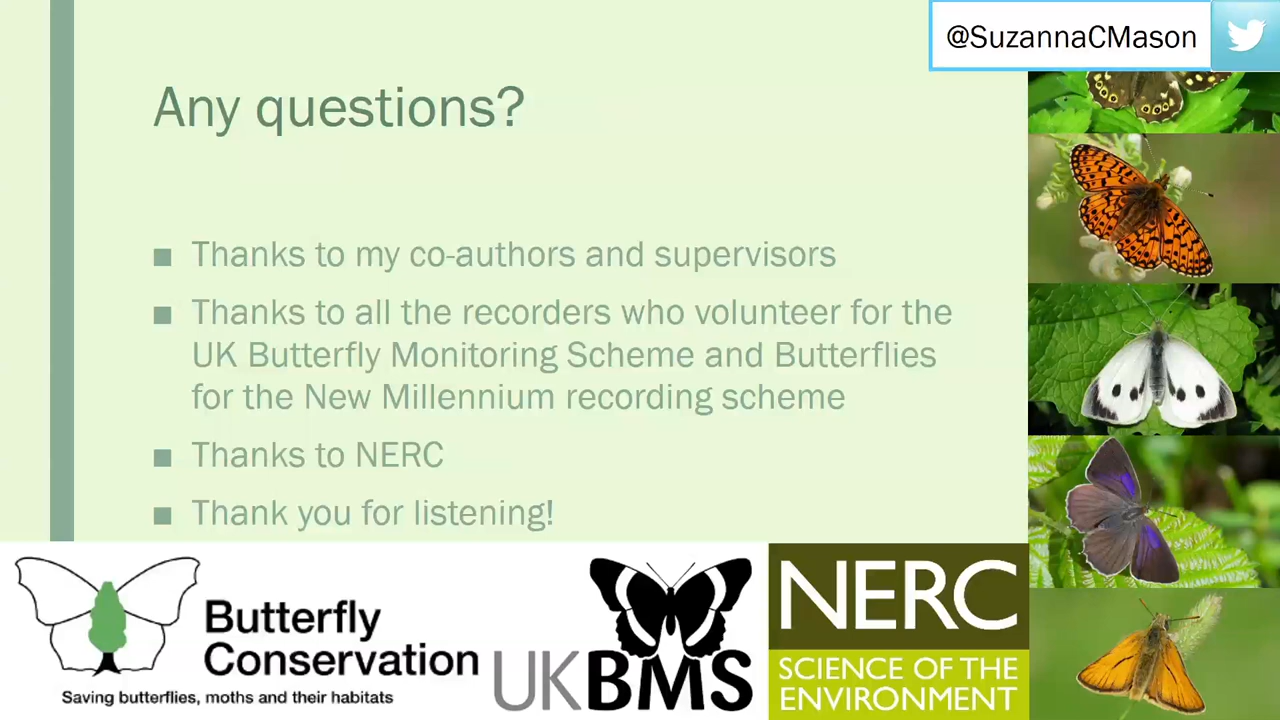 @SuzannaCMason
Any questions?
■ Thanks to my co-authors and supervisors
■ Thanks to all the recorders who volunteer for the
UK Butterfly Monitoring Scheme and Butterflies
for the New Millennium recording scheme
■ Thanks to NERC
■ Thank you for listening!
Butterfly
Conservation
Saving butterflies, moths and their habitats
UKBMS
NERC
SCIENCE OF THE
ENVIRONMENT